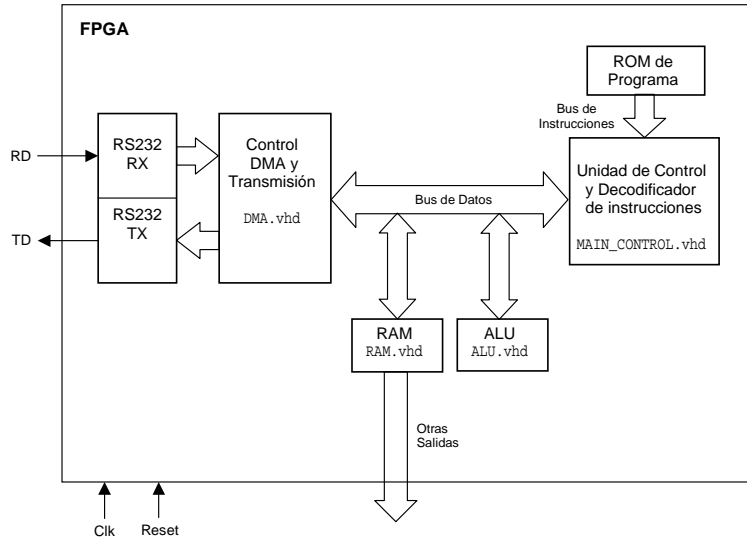 FPGA
ROM de
Programa
Bus de
Instrucciones
RD
RS232
RX
Control
DMA y
Transmisión
DMA.vhd
Bus de Datos
Unidad de Control
y Decodificador
de instrucciones
MAIN_CONTROL.vhd
TD
RS232
TX
RAM
RAM.vhd
ALU
ALU.vhd
Otras
Salidas
Clk
Reset